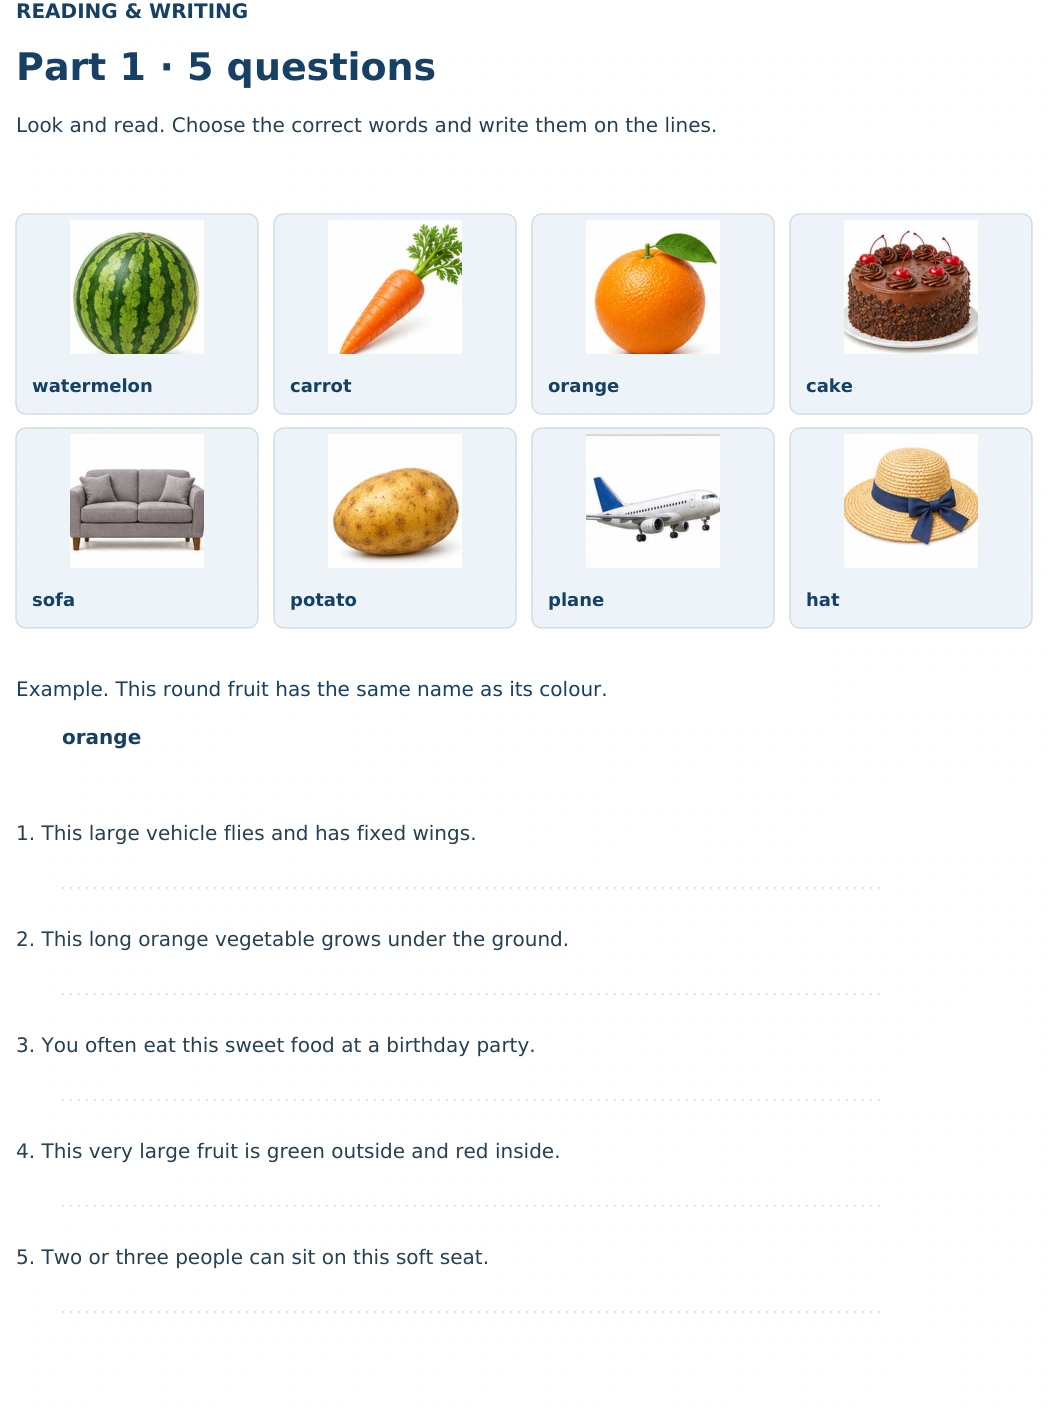 READING & WRITING
Part 1 · 5 questions
Look and read. Choose the correct words and write them on the lines.
watermelon
carrot
orange
cake
sofa
potato
plane
hat
Example. This round fruit has the same name as its colour.
orange
1. This large vehicle flies and has fixed wings.
2. This long orange vegetable grows under the ground.
3. You often eat this sweet food at a birthday party.
4. This very large fruit is green outside and red inside.
5. Two or three people can sit on this soft seat.